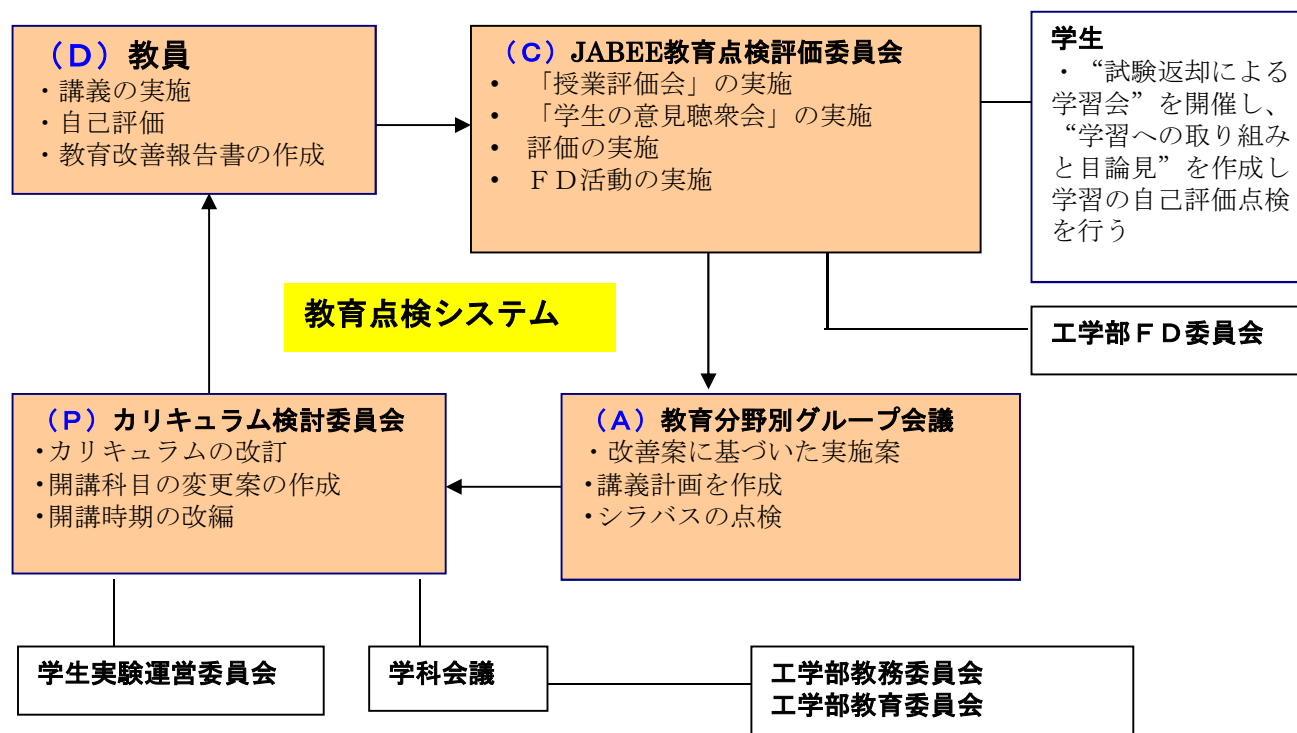 （Ｄ）教員
・講義の実施
・自己評価
・教育改善報告書の作成
（Ｃ）JABEE教育点検評価委員会
• 「授業評価会」の実施
• 「学生の意見聴衆会」の実施
• 評価の実施
• ＦＤ活動の実施
学生
・“試験返却による
学習会”を開催し、
“学習への取り組み
と目論見”を作成し
学習の自己評価点検
を行う
教育点検システム
工学部ＦＤ委員会
（Ｐ）カリキュラム検討委員会
・カリキュラムの改訂
・開講科目の変更案の作成
・開講時期の改編
（Ａ）教育分野別グループ会議
・改善案に基づいた実施案
・講義計画を作成
・シラバスの点検
学生実験運営委員会
学科会議
工学部教務委員会
工学部教育委員会